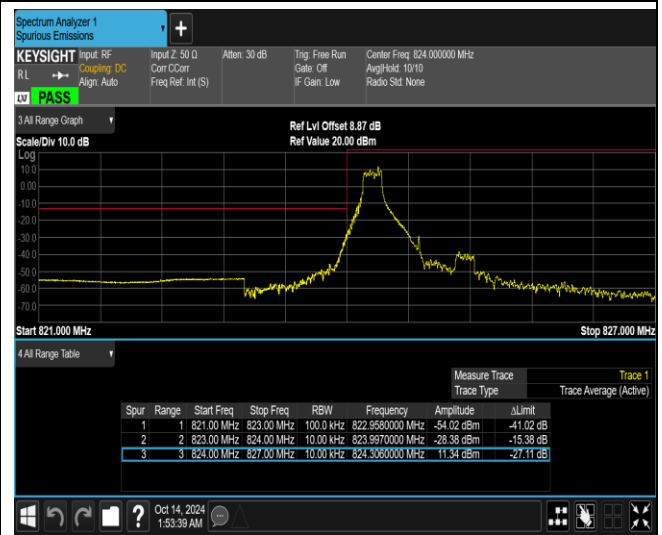 Spectrum Analyzer 1
Spurious Emissions
+
KEYSIGHT Input: RF Input Z: 50 Ω Atten: 30 dB Trig: Free Run Center Freq: 824.000000 MHz
RL Coupling: DC Corr CCorr Gate: Off Avg|Hold: 10/10
Align: Auto Freq Ref: Int (S) IF Gain: Low Radio Std: None
LXI PASS
3 All Range Graph
Ref Lvl Offset 8.87 dB
Scale/Div 10.0 dB Ref Value 20.00 dBm
Log
10.0
0.00
-10.0
-20.0
-30.0
-40.0
-50.0
-60.0
-70.0
Start 821.000 MHz Stop 827.000 MHz
4 All Range Table
Measure Trace Trace 1
Trace Type Trace Average (Active)
Spur Range Start Freq Stop Freq RBW Frequency Amplitude ΔLimit
1 1 821.00 MHz 823.00 MHz 100.0 kHz 822.9580000 MHz -54.02 dBm -41.02 dB
2 2 823.00 MHz 824.00 MHz 10.00 kHz 823.9970000 MHz -28.38 dBm -15.38 dB
3 3 824.00 MHz 827.00 MHz 10.00 kHz 824.3060000 MHz 11.34 dBm -27.11 dB
? Oct 14, 2024
1:53:39 AM